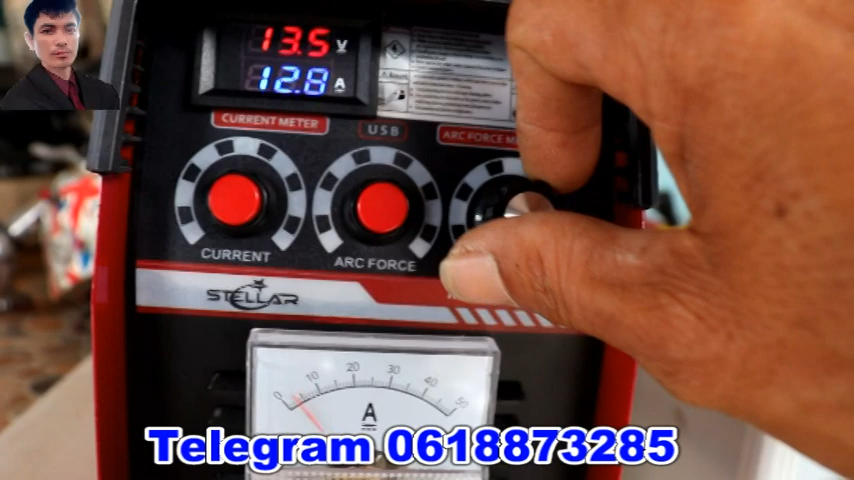 13.5 V
12.8 A
CURRENT METER
USB
ARC FORCE
CURRENT
ARC FORCE
STELLAR
0 10 20 30 40 50
A
Telegram 0618873285